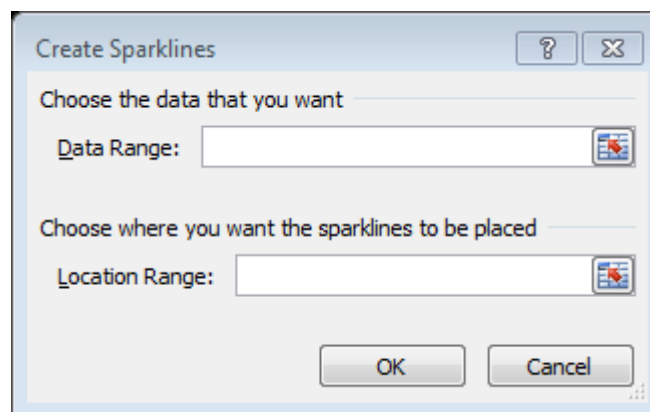 Create Sparklines
Choose the data that you want
Data Range:
Choose where you want the sparklines to be placed
Location Range:
OK Cancel